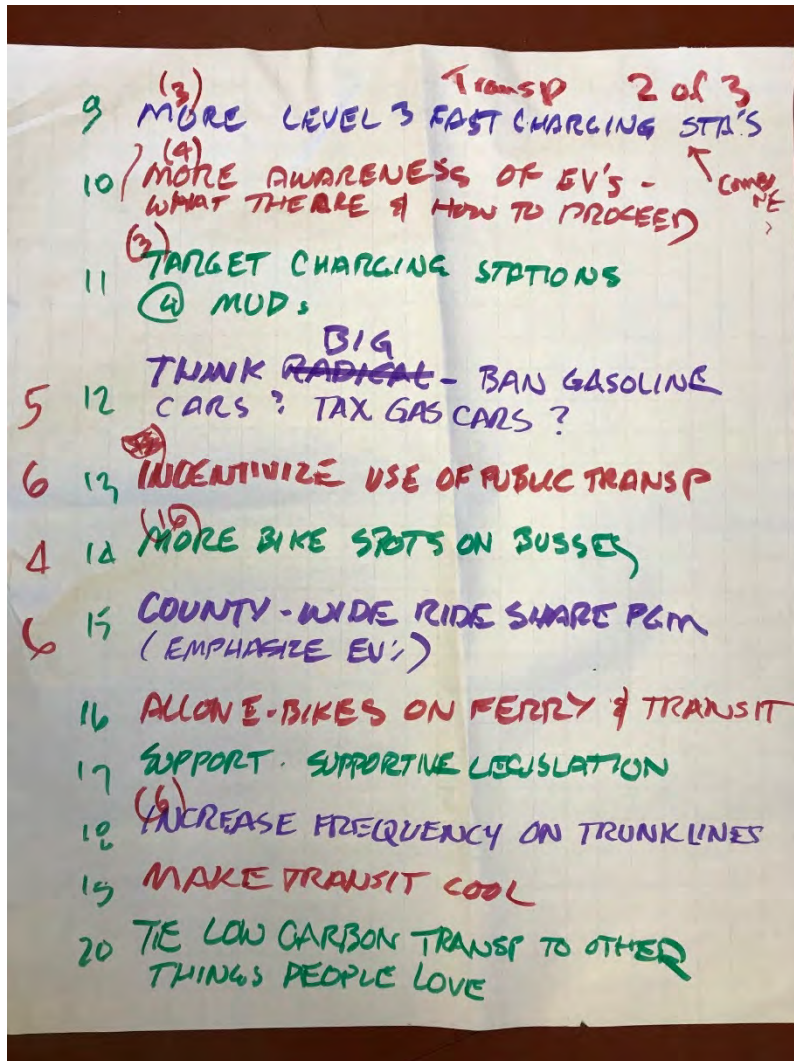 Transp 2 of 3
(3)
9 MORE LEVEL 3 FAST CHARGING STA'S
(4)
10 MORE AWARENESS OF EV'S -
WHAT THE ARE & HOW TO PROCEED
(3)
11 TARGET CHARGING STATIONS
@ MUDs
BIG
5 12 THINK RADICAL - BAN GASOLINE
CARS? TAX GAS CARS?
6 13 INDENTIVIZE USE OF PUBLIC TRANSP
4 14 MORE BIKE SPOTS ON BUSSES
6 15 COUNTY-WIDE RIDE SHARE PGM
(EMPHASIZE EV's)
16 ALLOW E-BIKES ON FERRY & TRANSIT
17 SUPPORT - SUPPORTIVE LEGISLATION
(6)
18 INCREASE FREQUENCY ON TRUNK LINES
19 MAKE TRANSIT COOL
20 TIE LOW CARBON TRANSP TO OTHER
THINGS PEOPLE LOVE